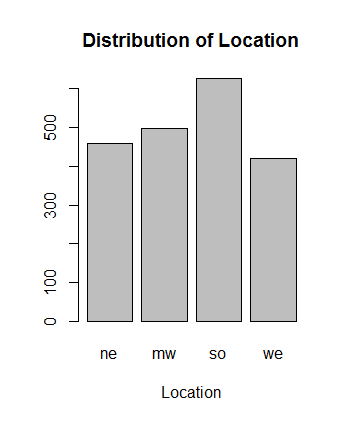 Distribution of Location
500
300
100
0
ne mw so we
Location